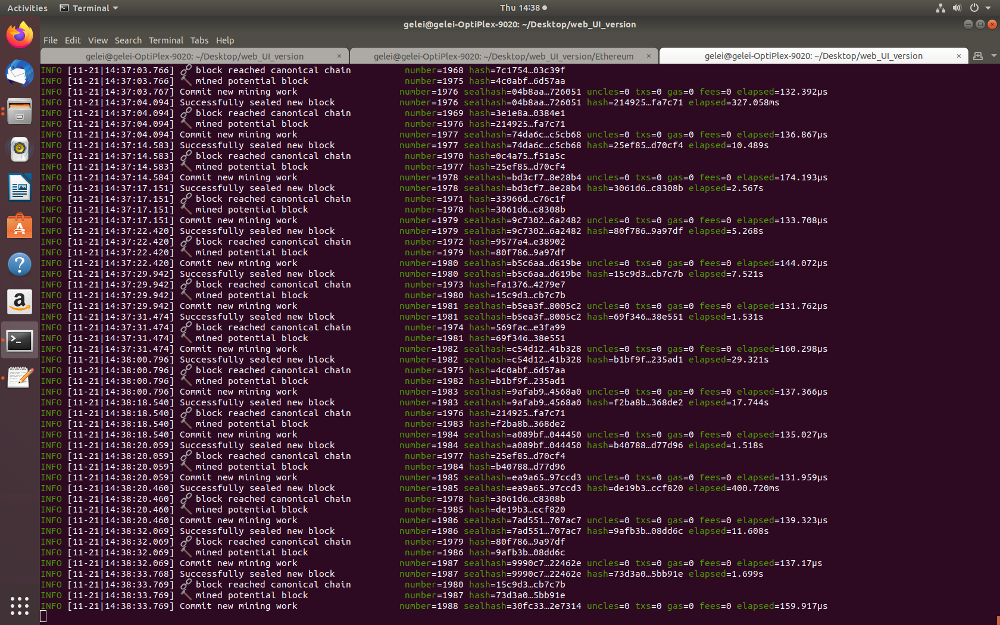 Activities Terminal Thu 14:38
gelei@gelei-OptiPlex-9020: ~/Desktop/web_UI_version
File Edit View Search Terminal Tabs Help
gelei@gelei-OptiPlex-9020: ~/Desktop/web_UI_version × gelei@gelei-OptiPlex-9020: ~/Desktop/web_UI_version/Ethereum × gelei@gelei-OptiPlex-9020: ~/Desktop/web_UI_version ×
INFO [11-21|14:37:03.766] 🔗 block reached canonical chain number=1968 hash=7c1754…03c39f
INFO [11-21|14:37:03.766] 🔨 mined potential block number=1975 hash=4c0abf…6d57aa
INFO [11-21|14:37:03.767] Commit new mining work number=1976 sealhash=04b8aa…726051 uncles=0 txs=0 gas=0 fees=0 elapsed=132.392µs
INFO [11-21|14:37:04.094] Successfully sealed new block number=1976 sealhash=04b8aa…726051 hash=214925…fa7c71 elapsed=327.058ms
INFO [11-21|14:37:04.094] 🔗 block reached canonical chain number=1969 hash=3e1e8a…0384e1
INFO [11-21|14:37:04.094] 🔨 mined potential block number=1976 hash=214925…fa7c71
INFO [11-21|14:37:04.094] Commit new mining work number=1977 sealhash=74da6c…c5cb68 uncles=0 txs=0 gas=0 fees=0 elapsed=136.867µs
INFO [11-21|14:37:14.583] Successfully sealed new block number=1977 sealhash=74da6c…c5cb68 hash=25ef85…d70cf4 elapsed=10.489s
INFO [11-21|14:37:14.583] 🔗 block reached canonical chain number=1970 hash=0c4a75…f51a5c
INFO [11-21|14:37:14.583] 🔨 mined potential block number=1977 hash=25ef85…d70cf4
INFO [11-21|14:37:14.584] Commit new mining work number=1978 sealhash=bd3cf7…8e28b4 uncles=0 txs=0 gas=0 fees=0 elapsed=174.193µs
INFO [11-21|14:37:17.151] Successfully sealed new block number=1978 sealhash=bd3cf7…8e28b4 hash=3061d6…c8308b elapsed=2.567s
INFO [11-21|14:37:17.151] 🔗 block reached canonical chain number=1971 hash=33966d…c76c1f
INFO [11-21|14:37:17.151] 🔨 mined potential block number=1978 hash=3061d6…c8308b
INFO [11-21|14:37:17.151] Commit new mining work number=1979 sealhash=9c7302…6a2482 uncles=0 txs=0 gas=0 fees=0 elapsed=133.708µs
INFO [11-21|14:37:22.420] Successfully sealed new block number=1979 sealhash=9c7302…6a2482 hash=80f786…9a97df elapsed=5.268s
INFO [11-21|14:37:22.420] 🔗 block reached canonical chain number=1972 hash=9577a4…e38902
INFO [11-21|14:37:22.420] 🔨 mined potential block number=1979 hash=80f786…9a97df
INFO [11-21|14:37:22.420] Commit new mining work number=1980 sealhash=b5c6aa…d619be uncles=0 txs=0 gas=0 fees=0 elapsed=144.072µs
INFO [11-21|14:37:29.942] Successfully sealed new block number=1980 sealhash=b5c6aa…d619be hash=15c9d3…cb7c7b elapsed=7.521s
INFO [11-21|14:37:29.942] 🔗 block reached canonical chain number=1973 hash=fa1376…4279e7
INFO [11-21|14:37:29.942] 🔨 mined potential block number=1980 hash=15c9d3…cb7c7b
INFO [11-21|14:37:29.942] Commit new mining work number=1981 sealhash=b5ea3f…8005c2 uncles=0 txs=0 gas=0 fees=0 elapsed=131.762µs
INFO [11-21|14:37:31.474] Successfully sealed new block number=1981 sealhash=b5ea3f…8005c2 hash=69f346…38e551 elapsed=1.531s
INFO [11-21|14:37:31.474] 🔗 block reached canonical chain number=1974 hash=569fac…e3fa99
INFO [11-21|14:37:31.474] 🔨 mined potential block number=1981 hash=69f346…38e551
INFO [11-21|14:37:31.474] Commit new mining work number=1982 sealhash=c54d12…41b328 uncles=0 txs=0 gas=0 fees=0 elapsed=160.298µs
INFO [11-21|14:38:00.796] Successfully sealed new block number=1982 sealhash=c54d12…41b328 hash=b1bf9f…235ad1 elapsed=29.321s
INFO [11-21|14:38:00.796] 🔗 block reached canonical chain number=1975 hash=4c0abf…6d57aa
INFO [11-21|14:38:00.796] 🔨 mined potential block number=1982 hash=b1bf9f…235ad1
INFO [11-21|14:38:00.796] Commit new mining work number=1983 sealhash=9afab9…4568a0 uncles=0 txs=0 gas=0 fees=0 elapsed=137.366µs
INFO [11-21|14:38:18.540] Successfully sealed new block number=1983 sealhash=9afab9…4568a0 hash=f2ba8b…368de2 elapsed=17.744s
INFO [11-21|14:38:18.540] 🔗 block reached canonical chain number=1976 hash=214925…fa7c71
INFO [11-21|14:38:18.540] 🔨 mined potential block number=1983 hash=f2ba8b…368de2
INFO [11-21|14:38:18.540] Commit new mining work number=1984 sealhash=a089bf…044450 uncles=0 txs=0 gas=0 fees=0 elapsed=135.027µs
INFO [11-21|14:38:20.059] Successfully sealed new block number=1984 sealhash=a089bf…044450 hash=b40788…d77d96 elapsed=1.518s
INFO [11-21|14:38:20.059] 🔗 block reached canonical chain number=1977 hash=25ef85…d70cf4
INFO [11-21|14:38:20.059] 🔨 mined potential block number=1984 hash=b40788…d77d96
INFO [11-21|14:38:20.059] Commit new mining work number=1985 sealhash=ea9a65…97ccd3 uncles=0 txs=0 gas=0 fees=0 elapsed=131.959µs
INFO [11-21|14:38:20.460] Successfully sealed new block number=1985 sealhash=ea9a65…97ccd3 hash=de19b3…ccf820 elapsed=400.720ms
INFO [11-21|14:38:20.460] 🔗 block reached canonical chain number=1978 hash=3061d6…c8308b
INFO [11-21|14:38:20.460] 🔨 mined potential block number=1985 hash=de19b3…ccf820
INFO [11-21|14:38:20.460] Commit new mining work number=1986 sealhash=7ad551…707ac7 uncles=0 txs=0 gas=0 fees=0 elapsed=139.323µs
INFO [11-21|14:38:32.069] Successfully sealed new block number=1986 sealhash=7ad551…707ac7 hash=9afb3b…08dd6c elapsed=11.608s
INFO [11-21|14:38:32.069] 🔗 block reached canonical chain number=1979 hash=80f786…9a97df
INFO [11-21|14:38:32.069] 🔨 mined potential block number=1986 hash=9afb3b…08dd6c
INFO [11-21|14:38:32.069] Commit new mining work number=1987 sealhash=9990c7…22462e uncles=0 txs=0 gas=0 fees=0 elapsed=137.17µs
INFO [11-21|14:38:33.768] Successfully sealed new block number=1987 sealhash=9990c7…22462e hash=73d3a0…5bb91e elapsed=1.699s
INFO [11-21|14:38:33.769] 🔗 block reached canonical chain number=1980 hash=15c9d3…cb7c7b
INFO [11-21|14:38:33.769] 🔨 mined potential block number=1987 hash=73d3a0…5bb91e
INFO [11-21|14:38:33.769] Commit new mining work number=1988 sealhash=30fc33…2e7314 uncles=0 txs=0 gas=0 fees=0 elapsed=159.917µs